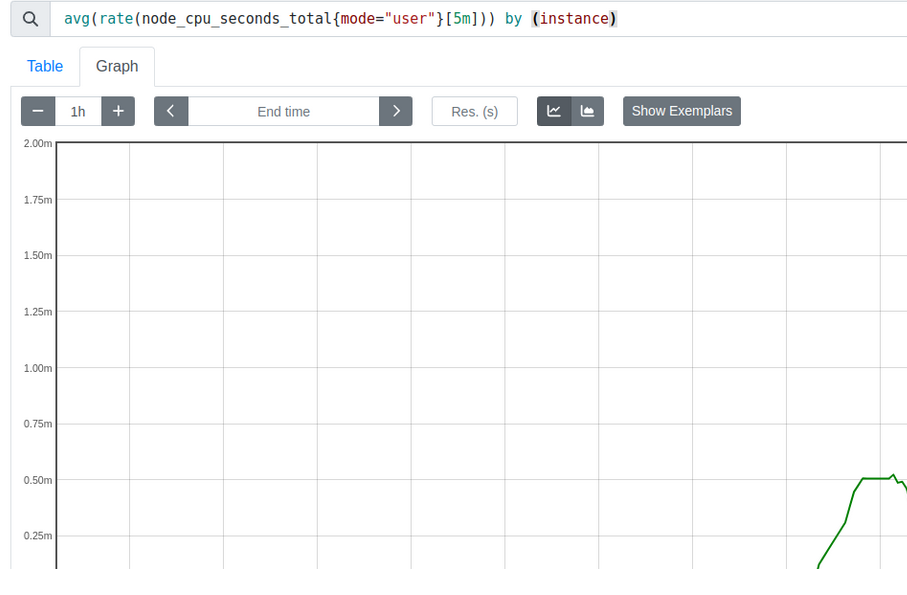 avg(rate(node_cpu_seconds_total{mode="user"}[5m])) by (instance)
Table Graph
1h End time Res. (s) Show Exemplars
2.00m
1.75m
1.50m
1.25m
1.00m
0.75m
0.50m
0.25m